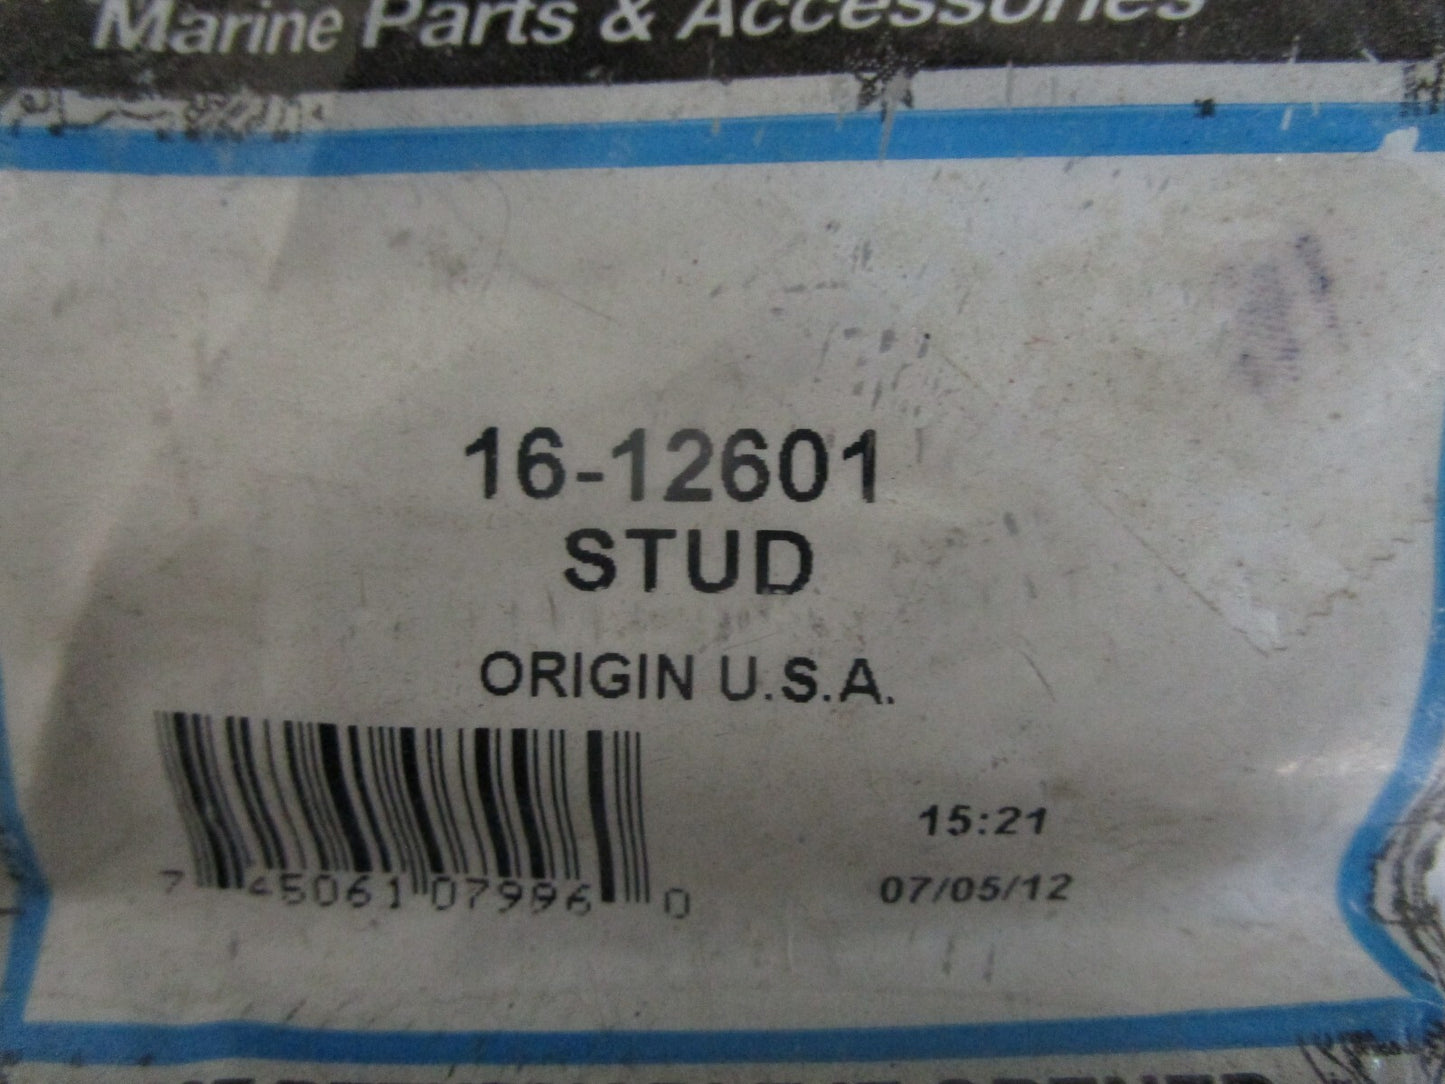 Marine Parts & Accessories
16-12601
STUD
ORIGIN U.S.A.
15:21
7 45061 07996 0
07/05/12